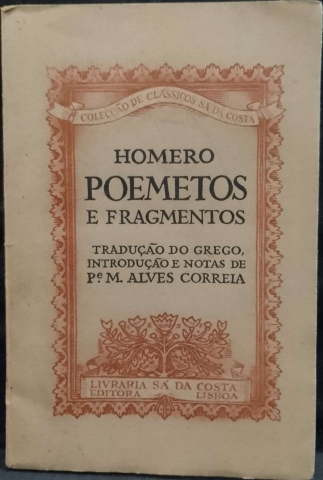 COLECÇÃO DE CLÁSSICOS SÁ DA COSTA
HOMERO
POEMETOS
E FRAGMENTOS
TRADUÇÃO DO GREGO,
INTRODUÇÃO E NOTAS DE
Pe. M. ALVES CORREIA
LIVRARIA SÁ DA COSTA
EDITORA LISBOA